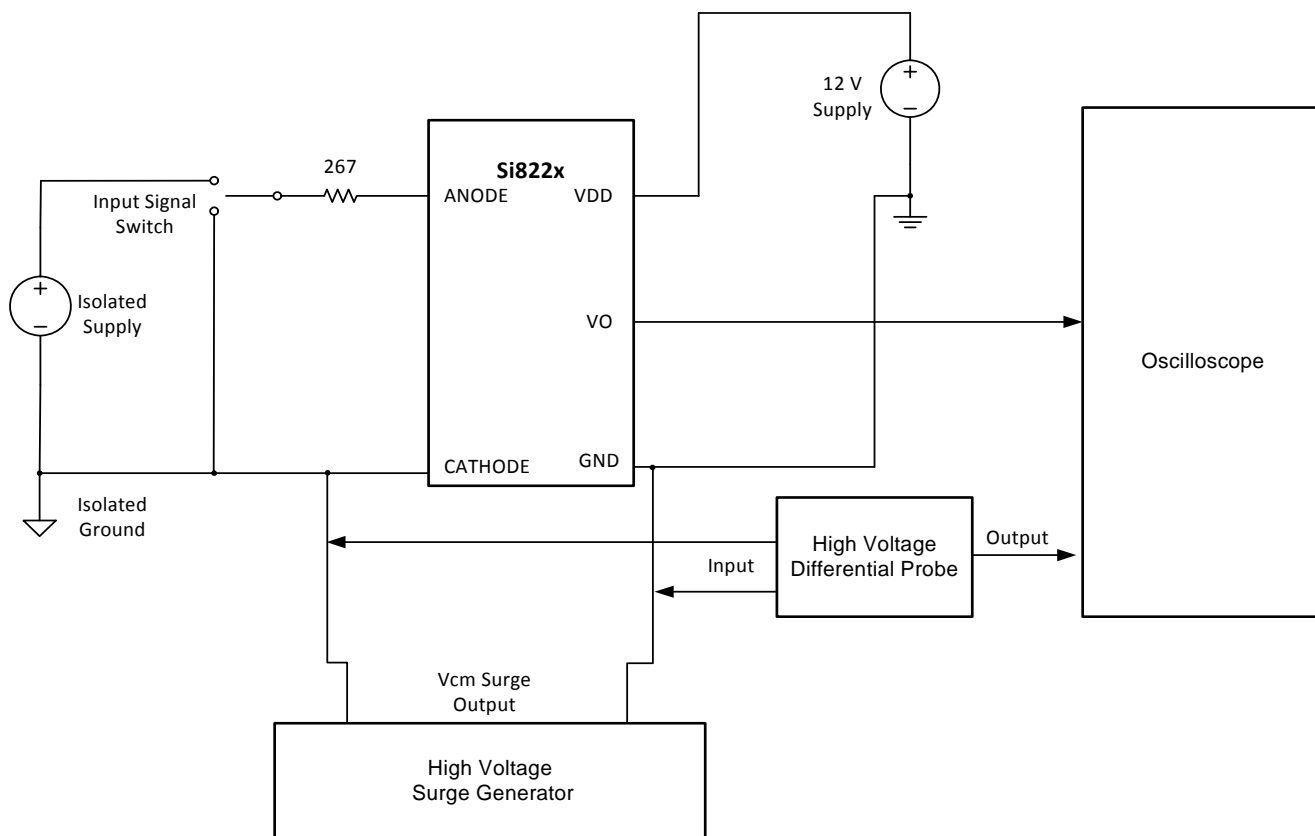 12 V
Supply
Si822x
267
ANODE
VDD
Input Signal
Switch
Isolated
Supply
VO
Oscilloscope
CATHODE
GND
Isolated
Ground
High Voltage
Differential Probe
Output
Input
Vcm Surge
Output
High Voltage
Surge Generator